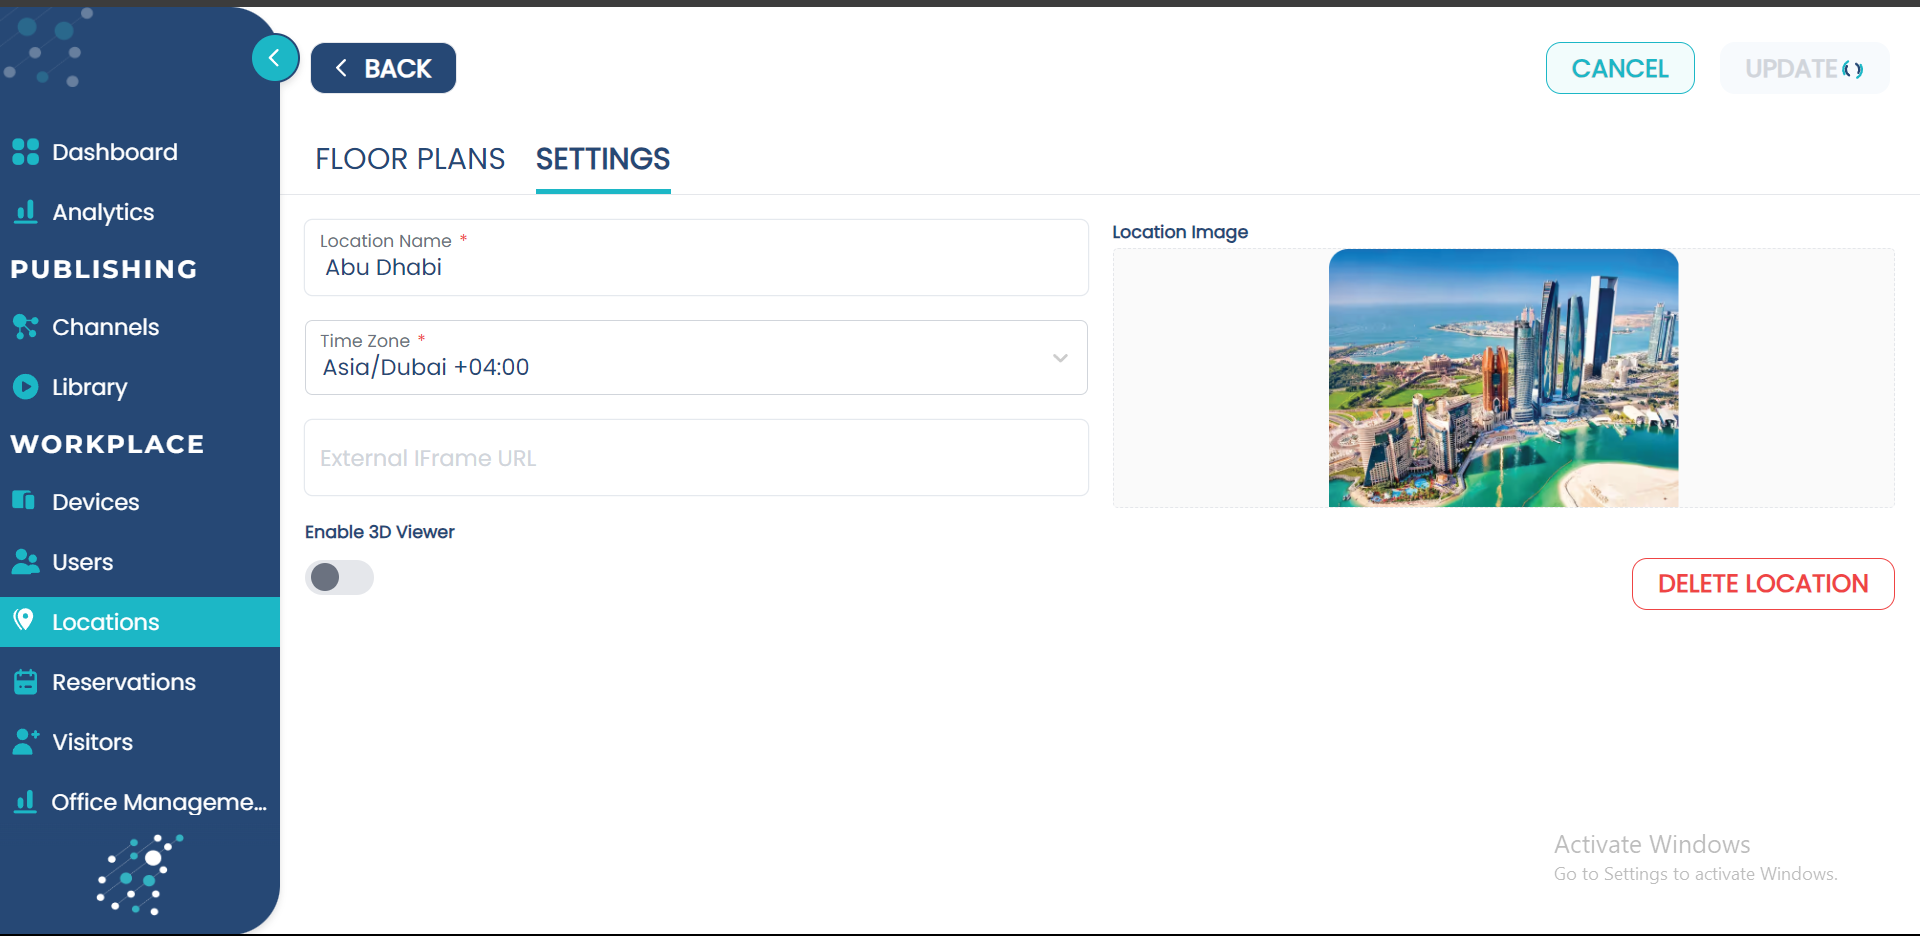 BACK
CANCEL
UPDATE
Dashboard
Analytics
PUBLISHING
Channels
Library
WORKPLACE
Devices
Users
Locations
Reservations
Visitors
Office Manageme...
FLOOR PLANS
SETTINGS
Location Name *
Abu Dhabi
Time Zone *
Asia/Dubai +04:00
External IFrame URL
Enable 3D Viewer
Location Image
DELETE LOCATION
Activate Windows
Go to Settings to activate Windows.